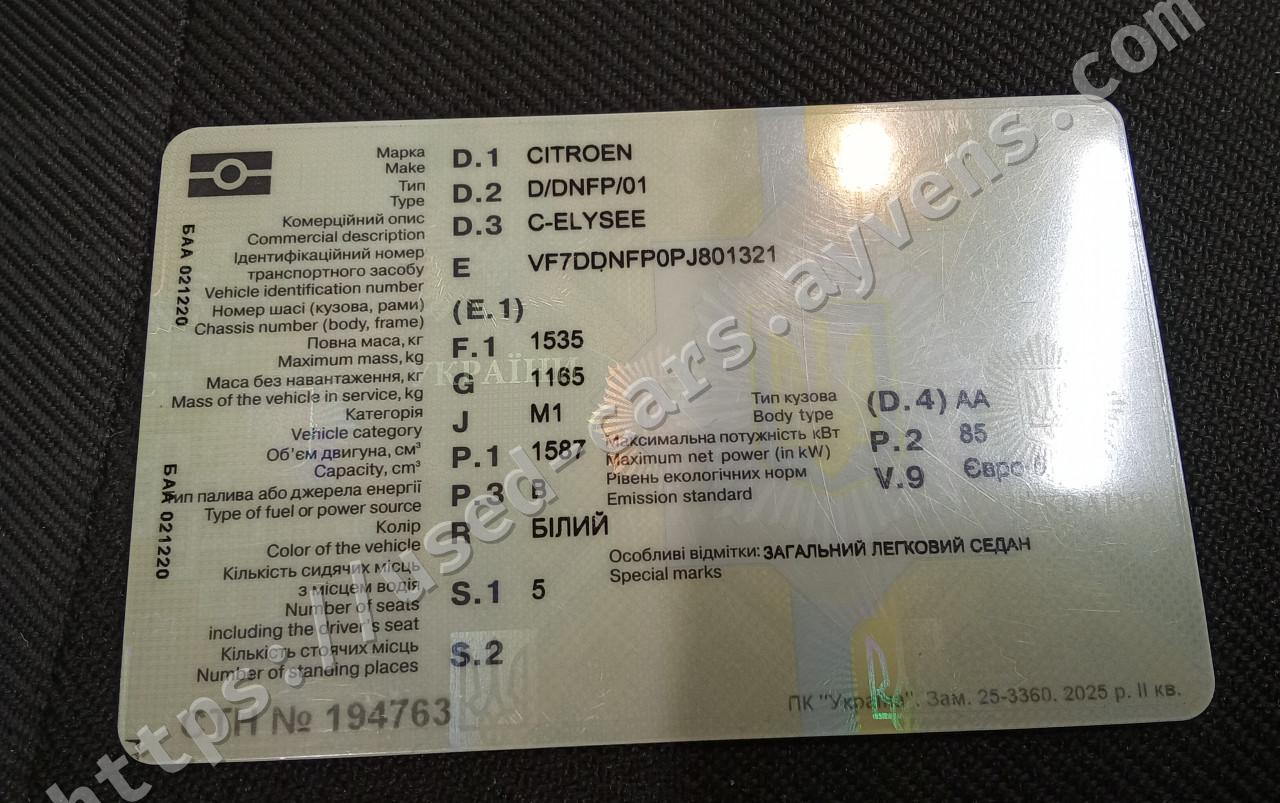 Марка D.1 CITROEN
Make
Тип D.2 D/DNFP/01
Type
Комерційний опис D.3 C-ELYSEE
Commercial description
Ідентифікаційний номер
транспортного засобу E VF7DDNFP0PJ801321
Vehicle identification number
Номер шасі (кузова, рами) (E.1)
Chassis number (body, frame)
Повна маса, кг F.1 1535
Maximum mass, kg
Маса без навантаження, кг G 1165
Mass of the vehicle in service, kg
Категорія J M1
Vehicle category
Об'єм двигуна, см³ P.1 1587
Capacity, cm³
Тип палива або джерела енергії P.3 B
Type of fuel or power source
Колір R БІЛИЙ
Color of the vehicle
Кількість сидячих місць
з місцем водія S.1 5
Number of seats
including the driver's seat
Кількість стоячих місць S.2
Number of standing places
Тип кузова (D.4) AA
Body type
Максимальна потужність кВт P.2 85
Maximum net power (in kW)
Рівень екологічних норм V.9 Євро 6
Emission standard
Особливі відмітки: ЗАГАЛЬНИЙ ЛЕГКОВИЙ СЕДАН
Special marks
БАА 021220
БАА 021220
УКРАЇНИ
№ 194763
ПК "Україна". Зам. 25-3360. 2025 р. ІІ кв.
https://used-cars.ayvens.com